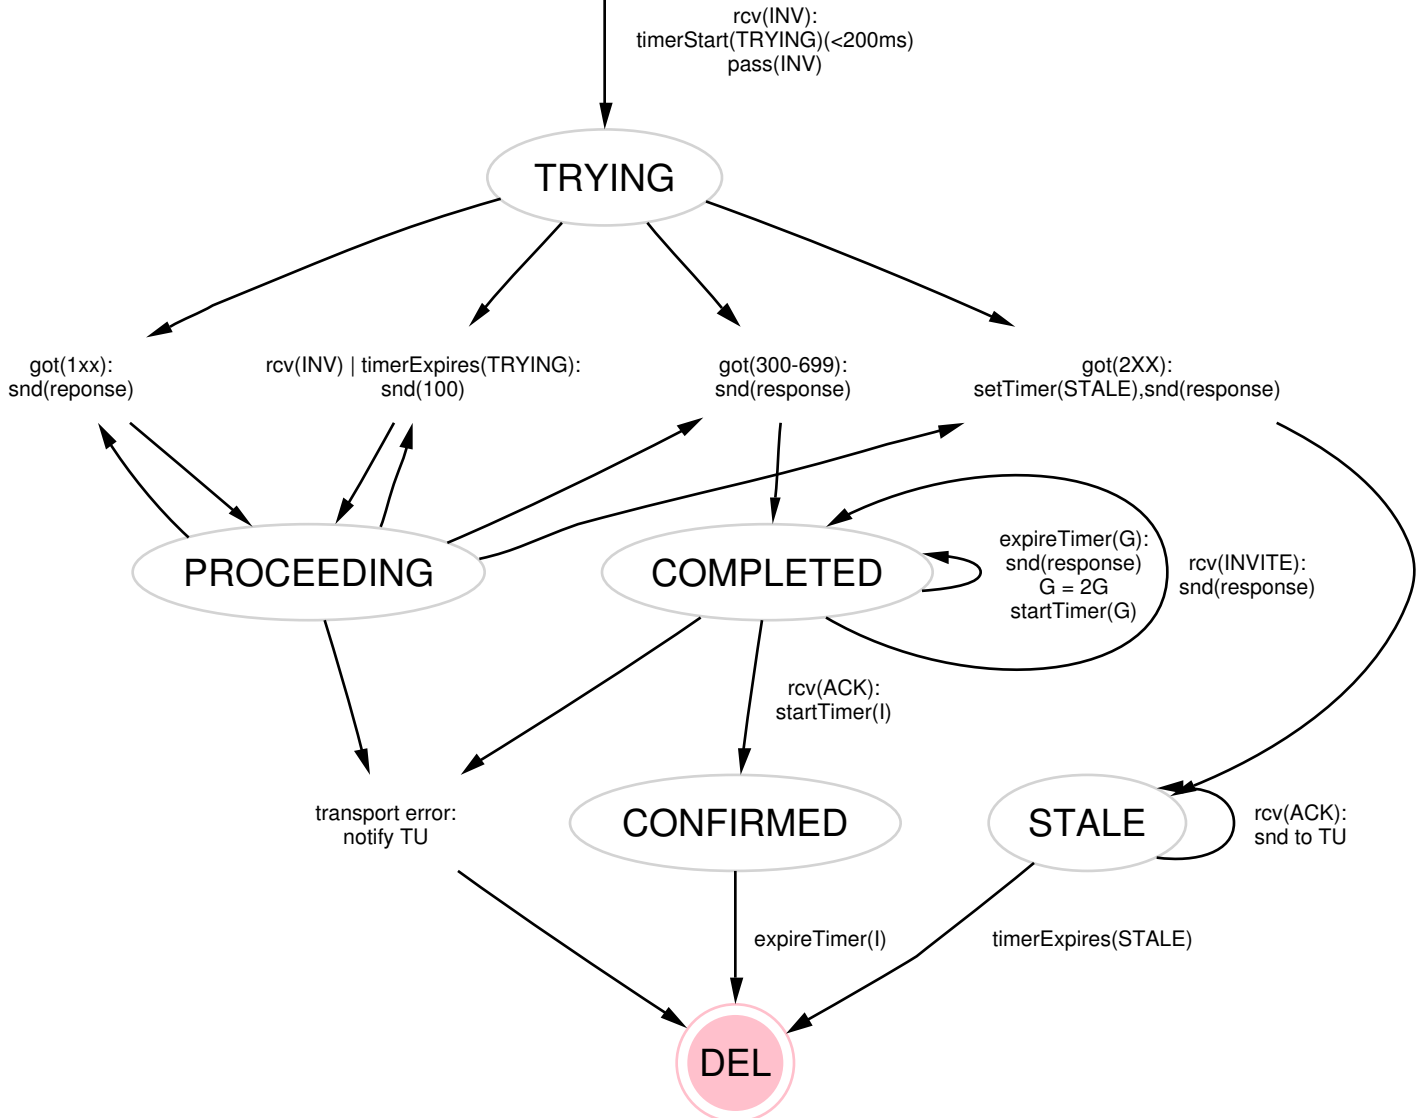 rcv(INV):
timerStart(TRYING)(<200ms)
pass(INV)
TRYING
got(1xx):
snd(reponse)
rcv(INV) | timerExpires(TRYING):
snd(100)
got(300-699):
snd(response)
got(2XX):
setTimer(STALE),snd(response)
PROCEEDING
COMPLETED
expireTimer(G):
snd(response)
G = 2G
startTimer(G)
rcv(INVITE):
snd(response)
rcv(ACK):
startTimer(I)
transport error:
notify TU
CONFIRMED
STALE
rcv(ACK):
snd to TU
expireTimer(I)
timerExpires(STALE)
DEL